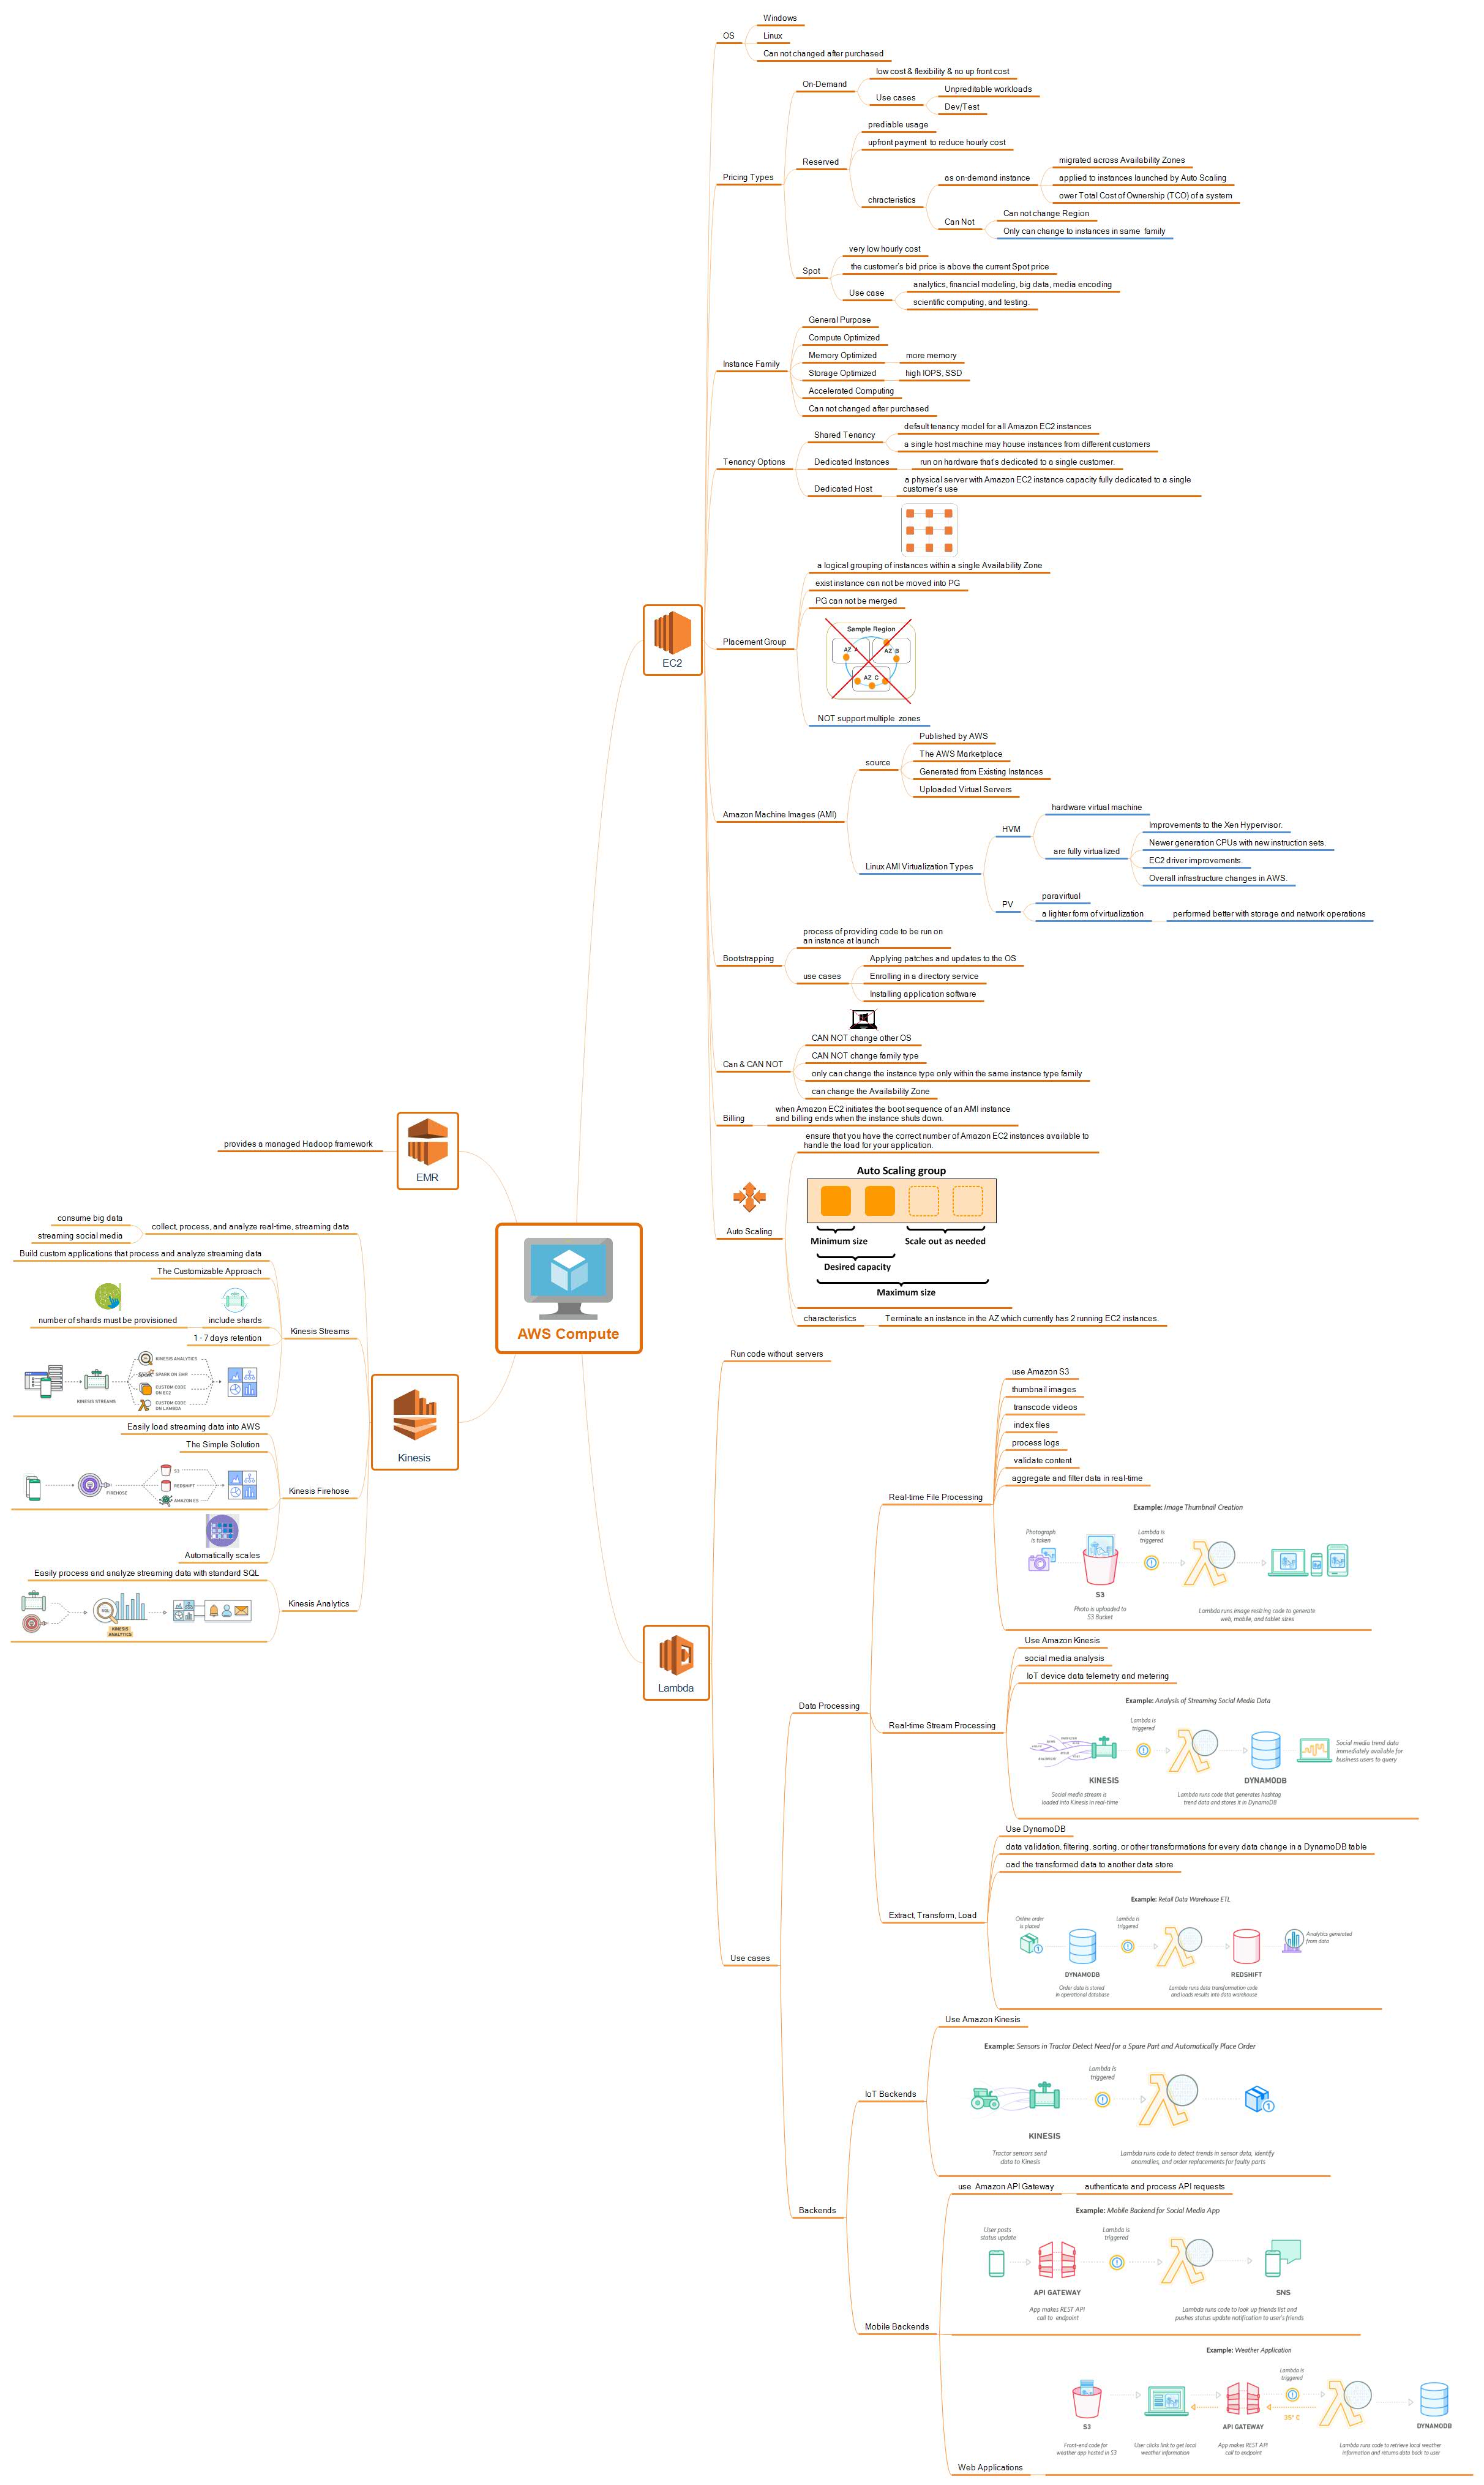 Windows
OS
Linux
Can not changed after purchased
Pricing Types
On-Demand
low cost & flexibility & no up front cost
Use cases
Unpreditable workloads
Dev/Test
Reserved
prediable usage
upfront payment to reduce hourly cost
chracteristics
as on-demand instance
migrated across Availability Zones
applied to instances launched by Auto Scaling
ower Total Cost of Ownership (TCO) of a system
Can Not
Can not change Region
Only can change to instances in same family
Spot
very low hourly cost
the customer's bid price is above the current Spot price
Use case
analytics, financial modeling, big data, media encoding
scientific computing, and testing.
Instance Family
General Purpose
Compute Optimized
Memory Optimized
more memory
Storage Optimized
high IOPS, SSD
Accelerated Computing
Can not changed after purchased
Tenancy Options
Shared Tenancy
default tenancy model for all Amazon EC2 instances
a single host machine may house instances from different customers
Dedicated Instances
run on hardware that's dedicated to a single customer.
Dedicated Host
a physical server with Amazon EC2 instance capacity fully dedicated to a single
customer's use
Placement Group
a logical grouping of instances within a single Availability Zone
exist instance can not be moved into PG
PG can not be merged
Sample Region
AZ A
AZ B
AZ C
NOT support multiple zones
EC2
Amazon Machine Images (AMI)
source
Published by AWS
The AWS Marketplace
Generated from Existing Instances
Uploaded Virtual Servers
Linux AMI Virtualization Types
HVM
hardware virtual machine
are fully virtualized
Improvements to the Xen Hypervisor.
Newer generation CPUs with new instruction sets.
EC2 driver improvements.
Overall infrastructure changes in AWS.
PV
paravirtual
a lighter form of virtualization
performed better with storage and network operations
Bootstrapping
process of providing code to be run on
an instance at launch
use cases
Applying patches and updates to the OS
Enrolling in a directory service
Installing application software
Can & CAN NOT
CAN NOT change other OS
CAN NOT change family type
only can change the instance type only within the same instance type family
can change the Availability Zone
Billing
when Amazon EC2 initiates the boot sequence of an AMI instance
and billing ends when the instance shuts down.
Auto Scaling
ensure that you have the correct number of Amazon EC2 instances available to
handle the load for your application.
Auto Scaling group
Minimum size
Scale out as needed
Desired capacity
Maximum size
characteristics
Terminate an instance in the AZ which currently has 2 running EC2 instances.
provides a managed Hadoop framework
EMR
AWS Compute
consume big data
streaming social media
collect, process, and analyze real-time, streaming data
Build custom applications that process and analyze streaming data
The Customizable Approach
number of shards must be provisioned
include shards
Kinesis Streams
1 - 7 days retention
KINESIS STREAMS
KINESIS ANALYTICS
Spark
SPARK ON EMR
CUSTOM CODE
ON EC2
CUSTOM CODE
ON LAMBDA
Kinesis
Easily load streaming data into AWS
The Simple Solution
FIREHOSE
S3
REDSHIFT
AMAZON ES
Kinesis Firehose
Automatically scales
Easily process and analyze streaming data with standard SQL
SQL
KINESIS
ANALYTICS
Kinesis Analytics
Lambda
Run code without servers
Use cases
Data Processing
Real-time File Processing
use Amazon S3
thumbnail images
transcode videos
index files
process logs
validate content
aggregate and filter data in real-time
Example: Image Thumbnail Creation
Photograph
is taken
Lambda is
triggered
S3
Photo is uploaded to
S3 Bucket
Lambda runs image resizing code to generate
web, mobile, and tablet sizes
Real-time Stream Processing
Use Amazon Kinesis
social media analysis
IoT device data telemetry and metering
Example: Analysis of Streaming Social Media Data
Lambda is
triggered
Social media trend data
immediately available for
business users to query
KINESIS
DYNAMODB
Social media stream is
loaded into Kinesis in real-time
Lambda runs code that generates hashtag
trend data and stores it in DynamoDB
Extract, Transform, Load
Use DynamoDB
data validation, filtering, sorting, or other transformations for every data change in a DynamoDB table
oad the transformed data to another data store
Example: Retail Data Warehouse ETL
Online order
is placed
Lambda is
triggered
Analytics generated
from data
DYNAMODB
REDSHIFT
Order data is stored
in operational database
Lambda runs data transformation code
and loads results into data warehouse
Backends
IoT Backends
Use Amazon Kinesis
Example: Sensors in Tractor Detect Need for a Spare Part and Automatically Place Order
Lambda is
triggered
KINESIS
Tractor sensors send
data to Kinesis
Lambda runs code to detect trends in sensor data, identify
anomalies, and order replacements for faulty parts
Mobile Backends
use Amazon API Gateway
authenticate and process API requests
Example: Mobile Backend for Social Media App
User posts
status update
Lambda is
triggered
API GATEWAY
SNS
App makes REST API
call to endpoint
Lambda runs code to look up friends list and
pushes status update notification to user's friends
Example: Weather Application
Lambda is
triggered
35° C
S3
API GATEWAY
DYNAMODB
Front-end code for
weather app hosted in S3
User clicks link to get local
weather information
App makes REST API
call to endpoint
Lambda runs code to retrieve local weather
information and returns data back to user
Web Applications